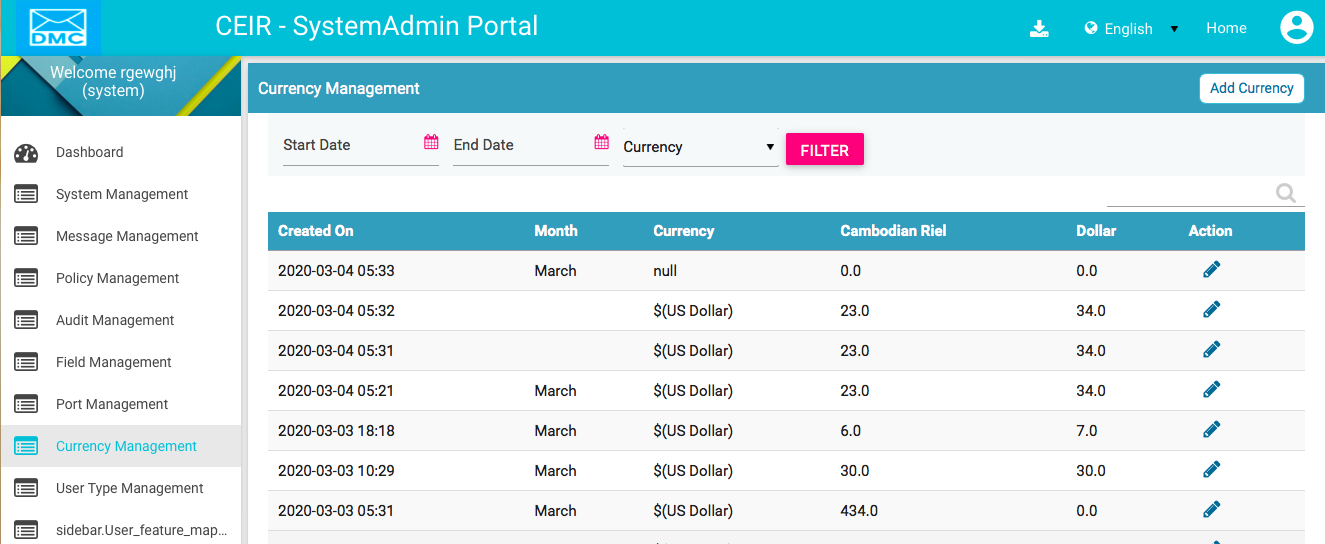 DMC
CEIR - SystemAdmin Portal
English
Home
Welcome rgewghj
(system)
Dashboard
System Management
Message Management
Policy Management
Audit Management
Field Management
Port Management
Currency Management
User Type Management
sidebar.User_feature_map...
Currency Management
Add Currency
Start Date
End Date
Currency
FILTER
Created On Month Currency Cambodian Riel Dollar Action
2020-03-04 05:33 March null 0.0 0.0
2020-03-04 05:32 $(US Dollar) 23.0 34.0
2020-03-04 05:31 $(US Dollar) 23.0 34.0
2020-03-04 05:21 March $(US Dollar) 23.0 34.0
2020-03-03 18:18 March $(US Dollar) 6.0 7.0
2020-03-03 10:29 March $(US Dollar) 30.0 30.0
2020-03-03 05:31 March $(US Dollar) 434.0 0.0